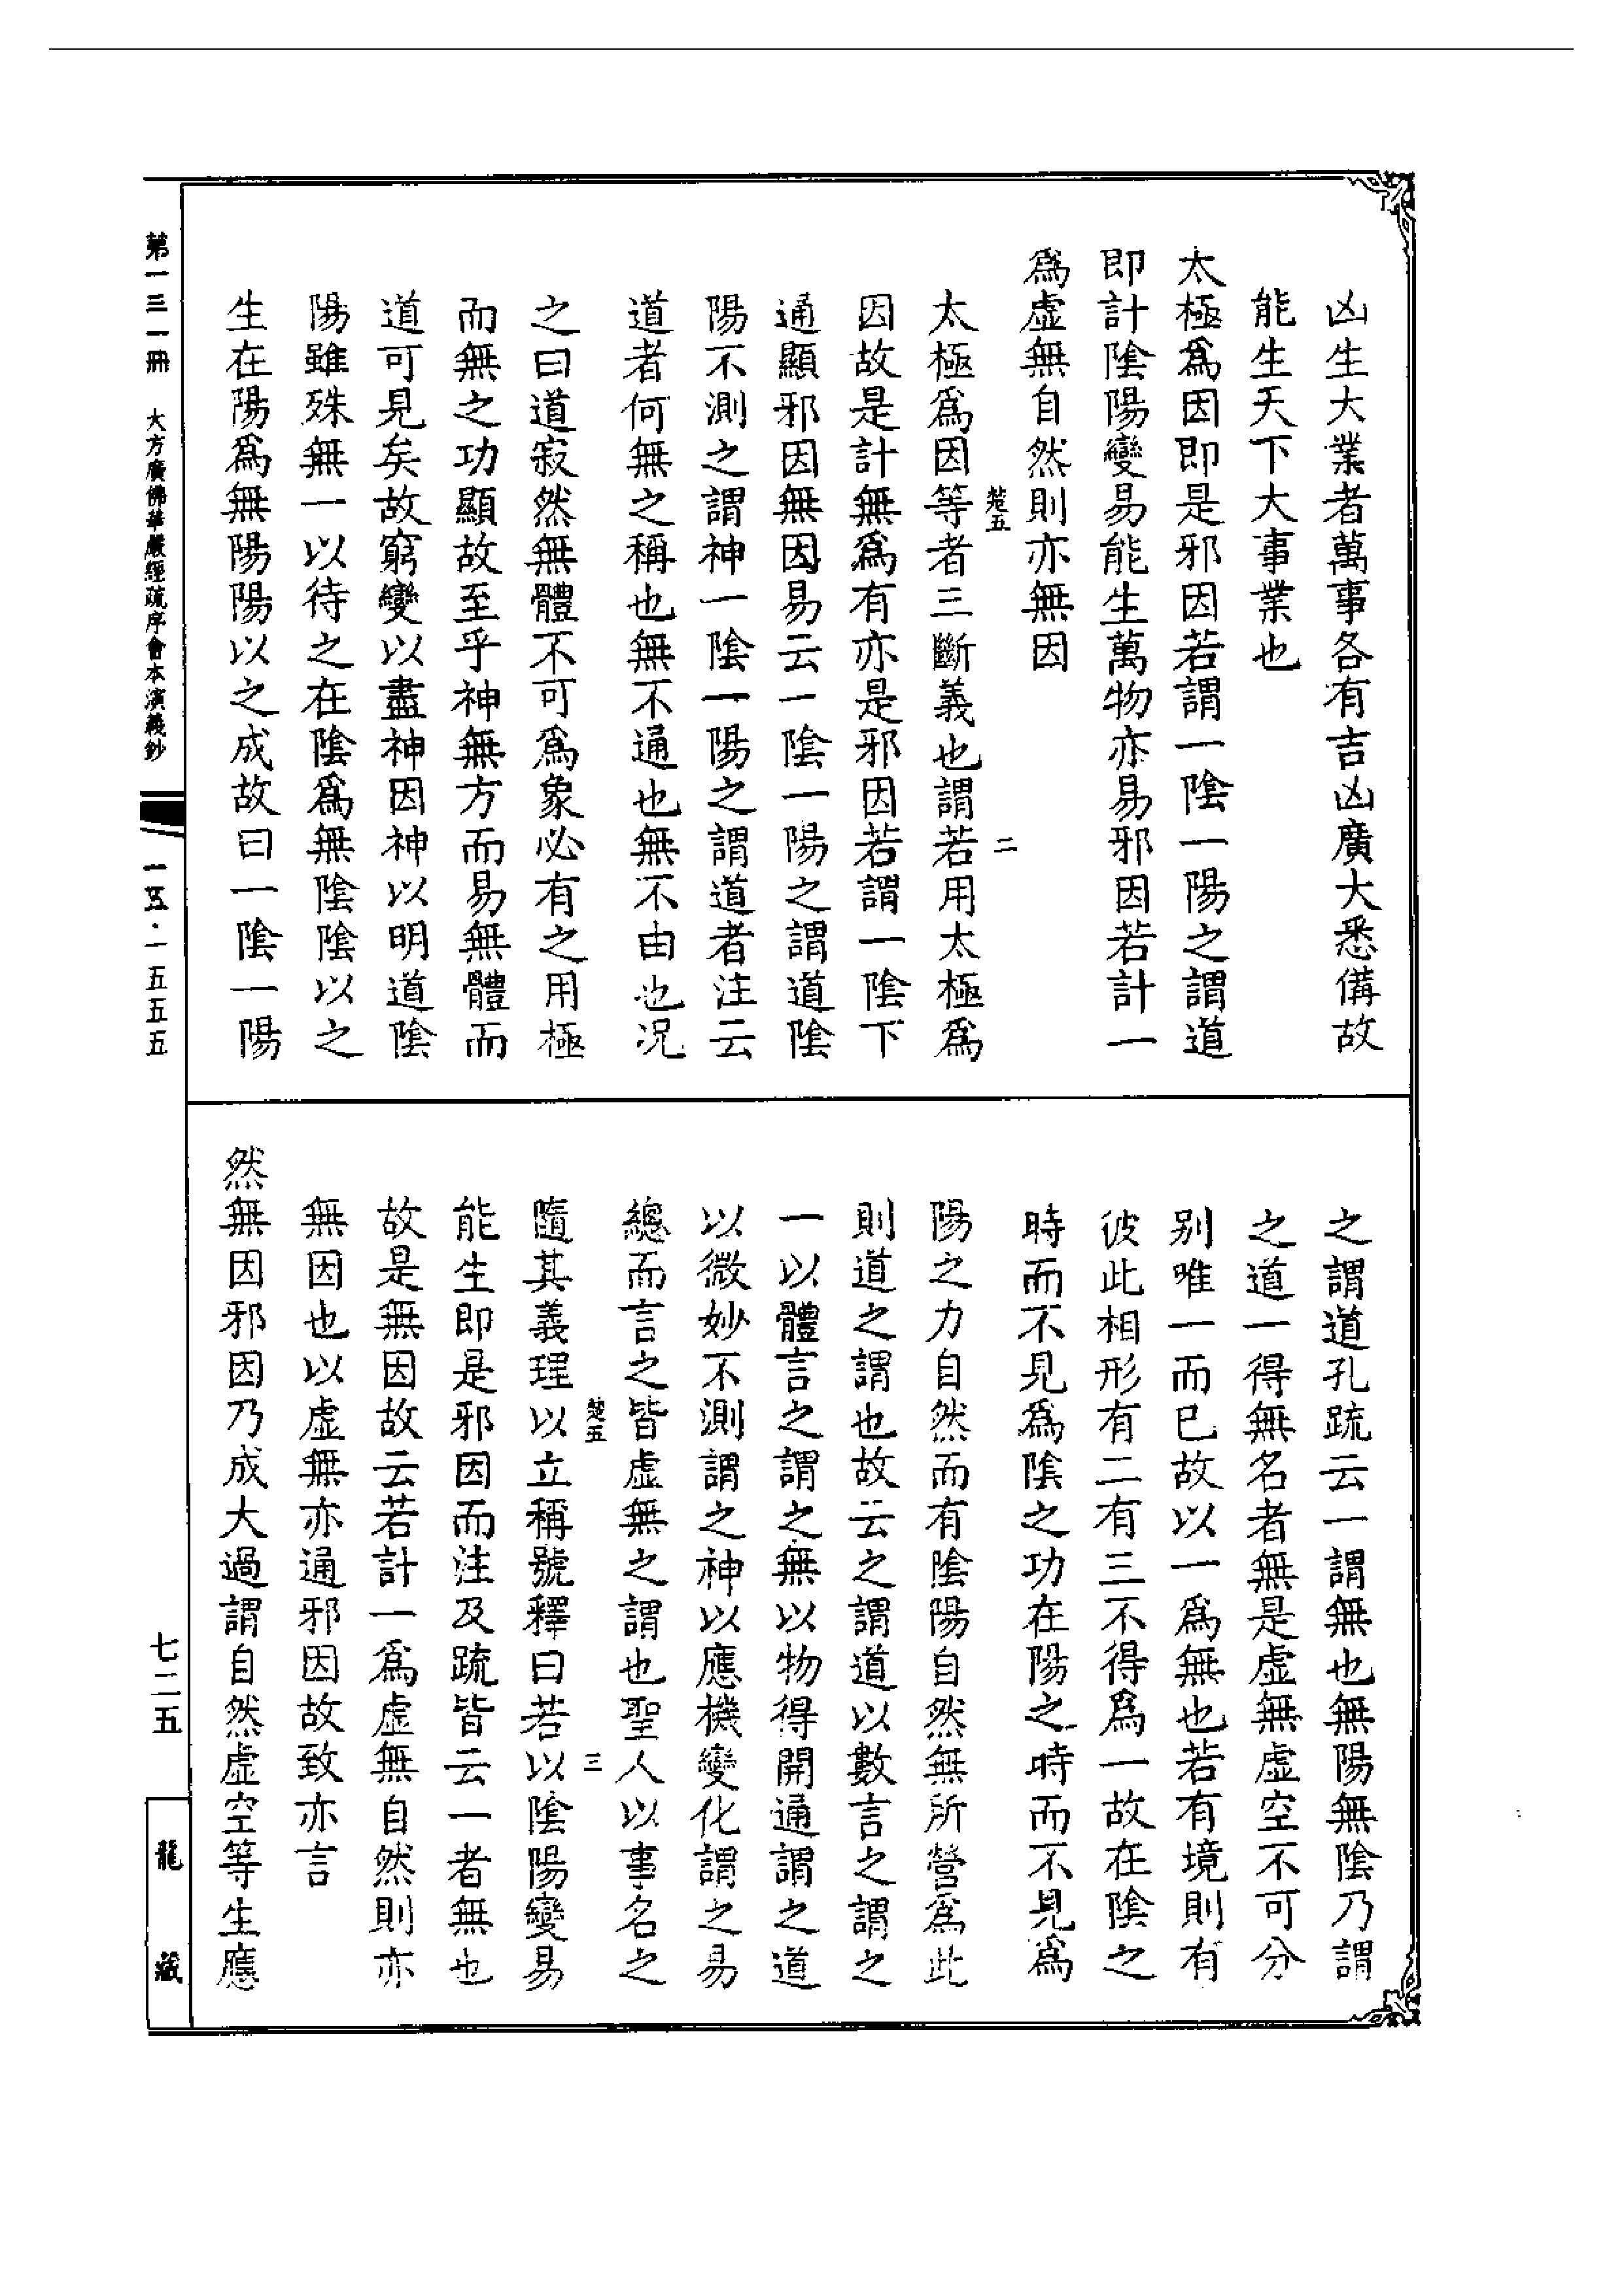 凶生大業者萬事各有吉凶廣大悉備故
能生天下大事業也
太極爲因即是邪因若謂一陰一陽之謂道
即計陰陽變易能生萬物亦易邪因若計一
爲虛無自然則亦無因
楚五
二
太極爲因等者三斷義也謂若用太極爲
因故是計無爲有亦是邪因若謂一陰下
通顯邪因無因易云一陰一陽之謂道陰
陽不測之謂神一陰一陽之謂道者注云
道者何無之稱也無不通也無不由也況
之曰道寂然無體不可爲象必有之用極
而無之功顯故至乎神無方而易無體而
道可見矣故窮變以盡神因神以明道陰
陽雖殊無一以待之在陰爲無陰陰以之
生在陽爲無陽陽以之成故曰一陰一陽
之謂道孔疏云一謂無也無陽無陰乃謂
之道一得無名者無是虛無虛空不可分
別唯一而已故以一爲無也若有境則有
彼此相形有二有三不得爲一故在陰之
時而不見爲陰之功在陽之時而不見爲
陽之力自然而有陰陽自然無所營爲此
則道之謂也故云之謂道以數言之謂之
一以體言之謂之無以物得開通謂之道
以微妙不測謂之神以應機變化謂之易
總而言之皆虛無之謂也聖人以事名之
楚五
三
隨其義理以立稱號釋曰若以陰陽變易
能生即是邪因而注及疏皆云一者無也
故是無因故云若計一爲虛無自然則亦
無因也以虛無亦通邪因故致亦言
然無因邪因乃成大過謂自然虛空等生應
第一三一冊 大方廣佛華嚴經疏序會本演義鈔
一五·一五五五
七二五
龍藏